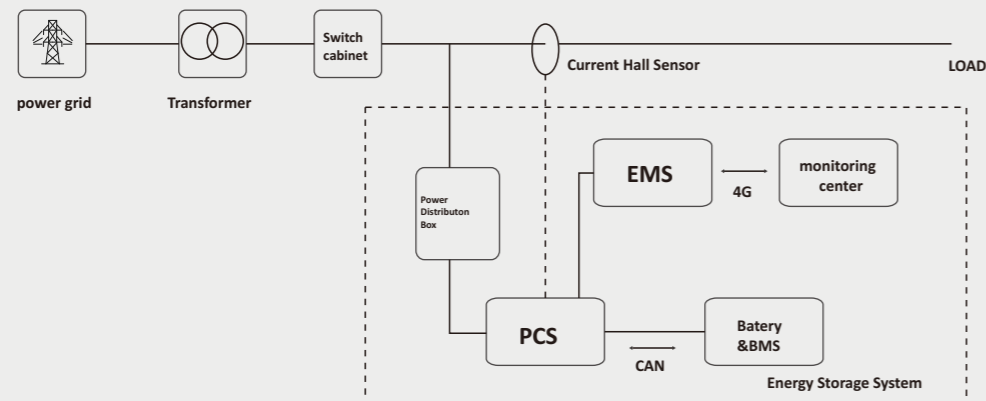 Switch
cabinet
Current Hall Sensor
LOAD
power grid
Transformer
EMS
4G
monitoring
center
Power
Distributon
Box
PCS
CAN
Batery
&BMS
Energy Storage System